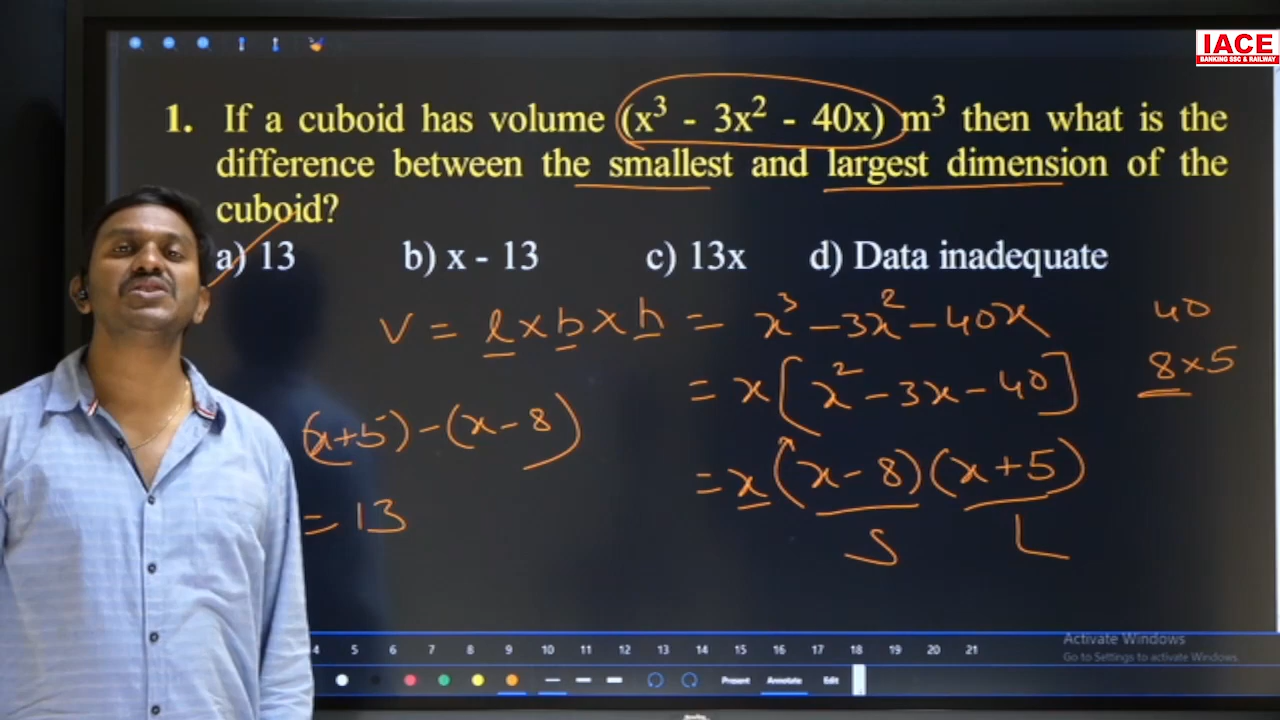 IACE
BANKING SSC & RAILWAY
1. If a cuboid has volume (x³ - 3x² - 40x) m³ then what is the
difference between the smallest and largest dimension of the
cuboid?
a) 13 b) x - 13 c) 13x d) Data inadequate
V = l × b × h = x³ - 3x² - 40x
40
= x [x² - 3x - 40]
8 × 5
(x+5) - (x-8)
= x (x-8) (x+5)
= 13
S L
Activate Windows
Go to Settings to activate Windows.
4 5 6 7 8 9 10 11 12 13 14 15 16 17 18 19 20 21
Present Annotate Edit